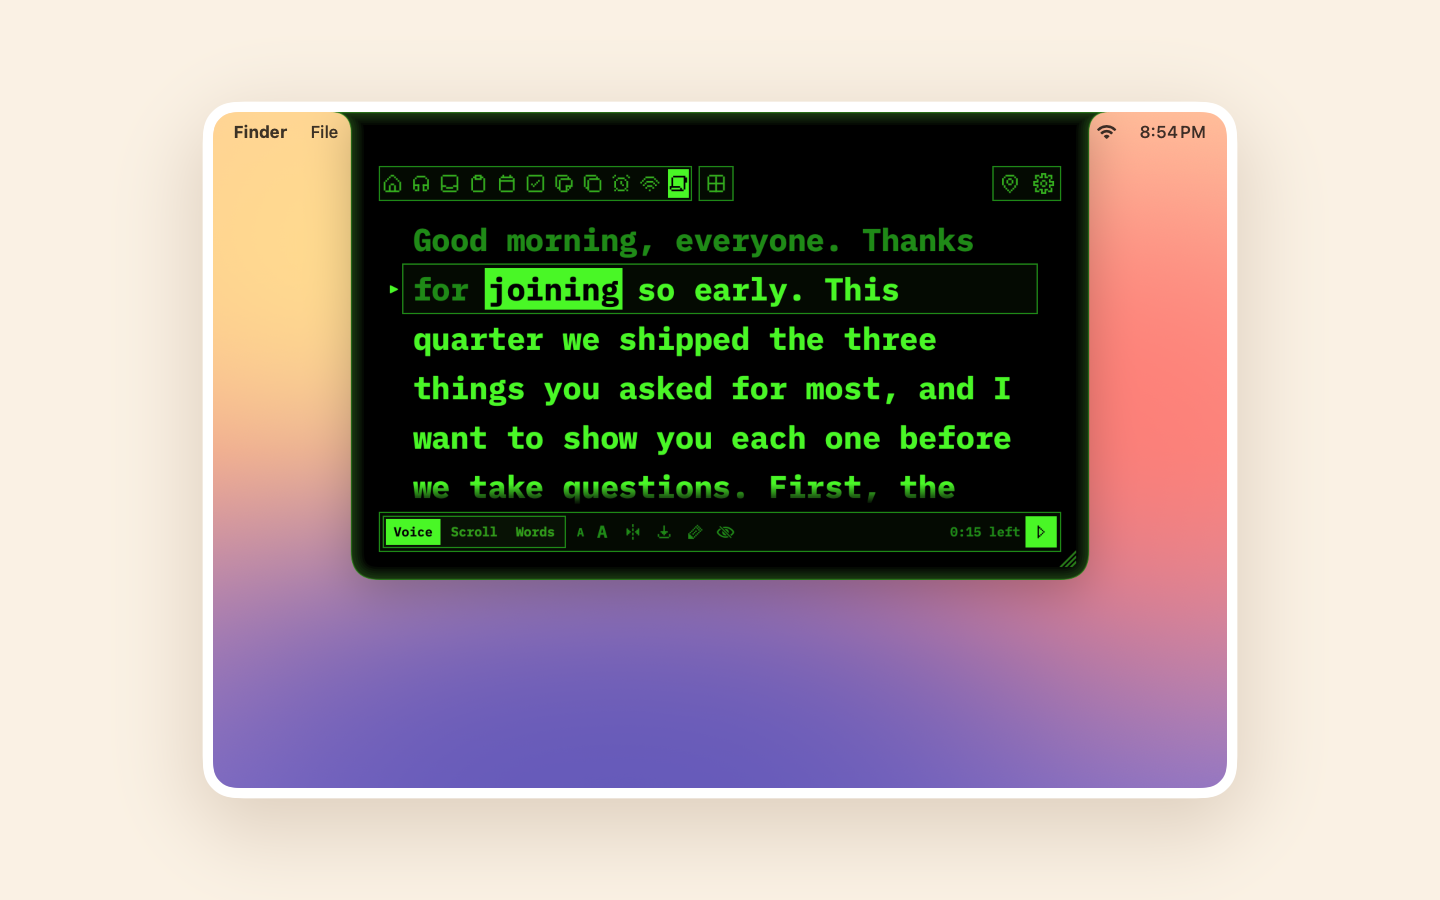 Finder File 8:54 PM
Good morning, everyone. Thanks
for joining so early. This
quarter we shipped the three
things you asked for most, and I
want to show you each one before
we take questions. First, the
Voice Scroll Words A A 0:15 left